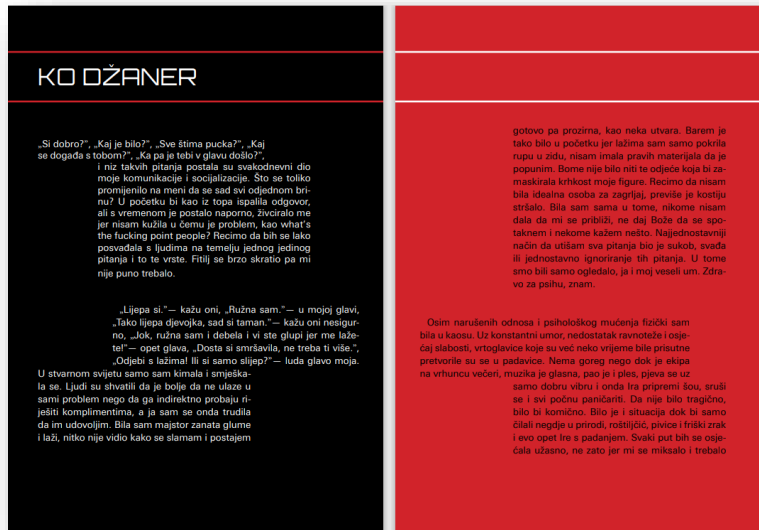 KO DŽANER
„Si dobro?", „Kaj je bilo?", „Sve štima pucka?", „Kaj
se događa s tobom?", „Ka pa je tebi v glavu došlo?",
i niz takvih pitanja postala su svakodnevni dio
moje komunikacije i socijalizacije. Što se toliko
promijenilo na meni da se sad svi odjednom bri-
nu? U početku bi kao iz topa ispalila odgovor,
ali s vremenom je postalo naporno, živciralo me
jer nisam kužila u čemu je problem, kao what's
the fucking point people? Recimo da bih se lako
posvađala s ljudima na temelju jednog jedinog
pitanja i to te vrste. Fitilj se brzo skratio pa mi
nije puno trebalo.
„Lijepa si."— kažu oni, „Ružna sam."— u mojoj glavi,
„Tako lijepa djevojka, sad si taman."— kažu oni nesigur-
no, „Jok, ružna sam i debela i vi ste glupi jer me laže-
te!"— opet glava, „Dosta si smršavila, ne treba ti više.",
„Odjebi s lažima! Ili si samo slijep?"— luda glavo moja.
U stvarnom svijetu samo sam kimala i smješka-
la se. Ljudi su shvatili da je bolje da ne ulaze u
sami problem nego da ga indirektno probaju ri-
ješiti komplimentima, a ja sam se onda trudila
da im udovoljim. Bila sam majstor zanata glume
i laži, nitko nije vidio kako se slamam i postajem
gotovo pa prozirna, kao neka utvara. Barem je
tako bilo u početku jer lažima sam samo pokrila
rupu u zidu, nisam imala pravih materijala da je
popunim. Bome nije bilo niti te odjeće koja bi za-
maskirala krhkost moje figure. Recimo da nisam
bila idealna osoba za zagrljaj, previše je kostiju
stršalo. Bila sam sama u tome, nikome nisam
dala da mi se približi, ne daj Bože da se spo-
taknem i nekome kažem nešto. Najjednostavniji
način da utišam sva pitanja bio je sukob, svađa
ili jednostavno ignoriranje tih pitanja. U tome
smo bili samo ogledalo, ja i moj veseli um. Zdra-
vo za psihu, znam.
Osim narušenih odnosa i psihološkog mučenja fizički sam
bila u kaosu. Uz konstantni umor, nedostatak ravnoteže i osje-
ćaj slabosti, vrtoglavice koje su već neko vrijeme bile prisutne
pretvorile su se u padavice. Nema goreg nego dok je ekipa
na vrhuncu večeri, muzika je glasna, pao je i ples, pjeva se uz
samo dobru vibru i onda Ira pripremi šou, sruši
se i svi počnu paničariti. Da nije bilo tragično,
bilo bi komično. Bilo je i situacija dok bi samo
čilali negdje u prirodi, roštiljčić, pivice i friški zrak
i evo opet Ire s padanjem. Svaki put bih se osje-
ćala užasno, ne zato jer mi se miksalo i trebalo